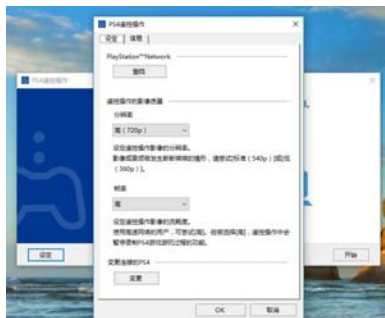 PS4遥控操作
设定
信息
PlayStation™Network
登出
遥控操作的影像质量
分辨率
高（720p）
设定遥控操作影像的分辨率。
影像或音频有发生断断续续的情形，请尝试[标准（540p）]或[低
（360p）]。
帧率
高
设定遥控操作影像的流畅度。
使用高速网络的用户，可尝试[高]。但若选择[高]，遥控操作中会
暂停录制PS4游玩游戏过程的功能。
变更连接的PS4
变更
OK
取消
PS4遥控操作
设定
开始